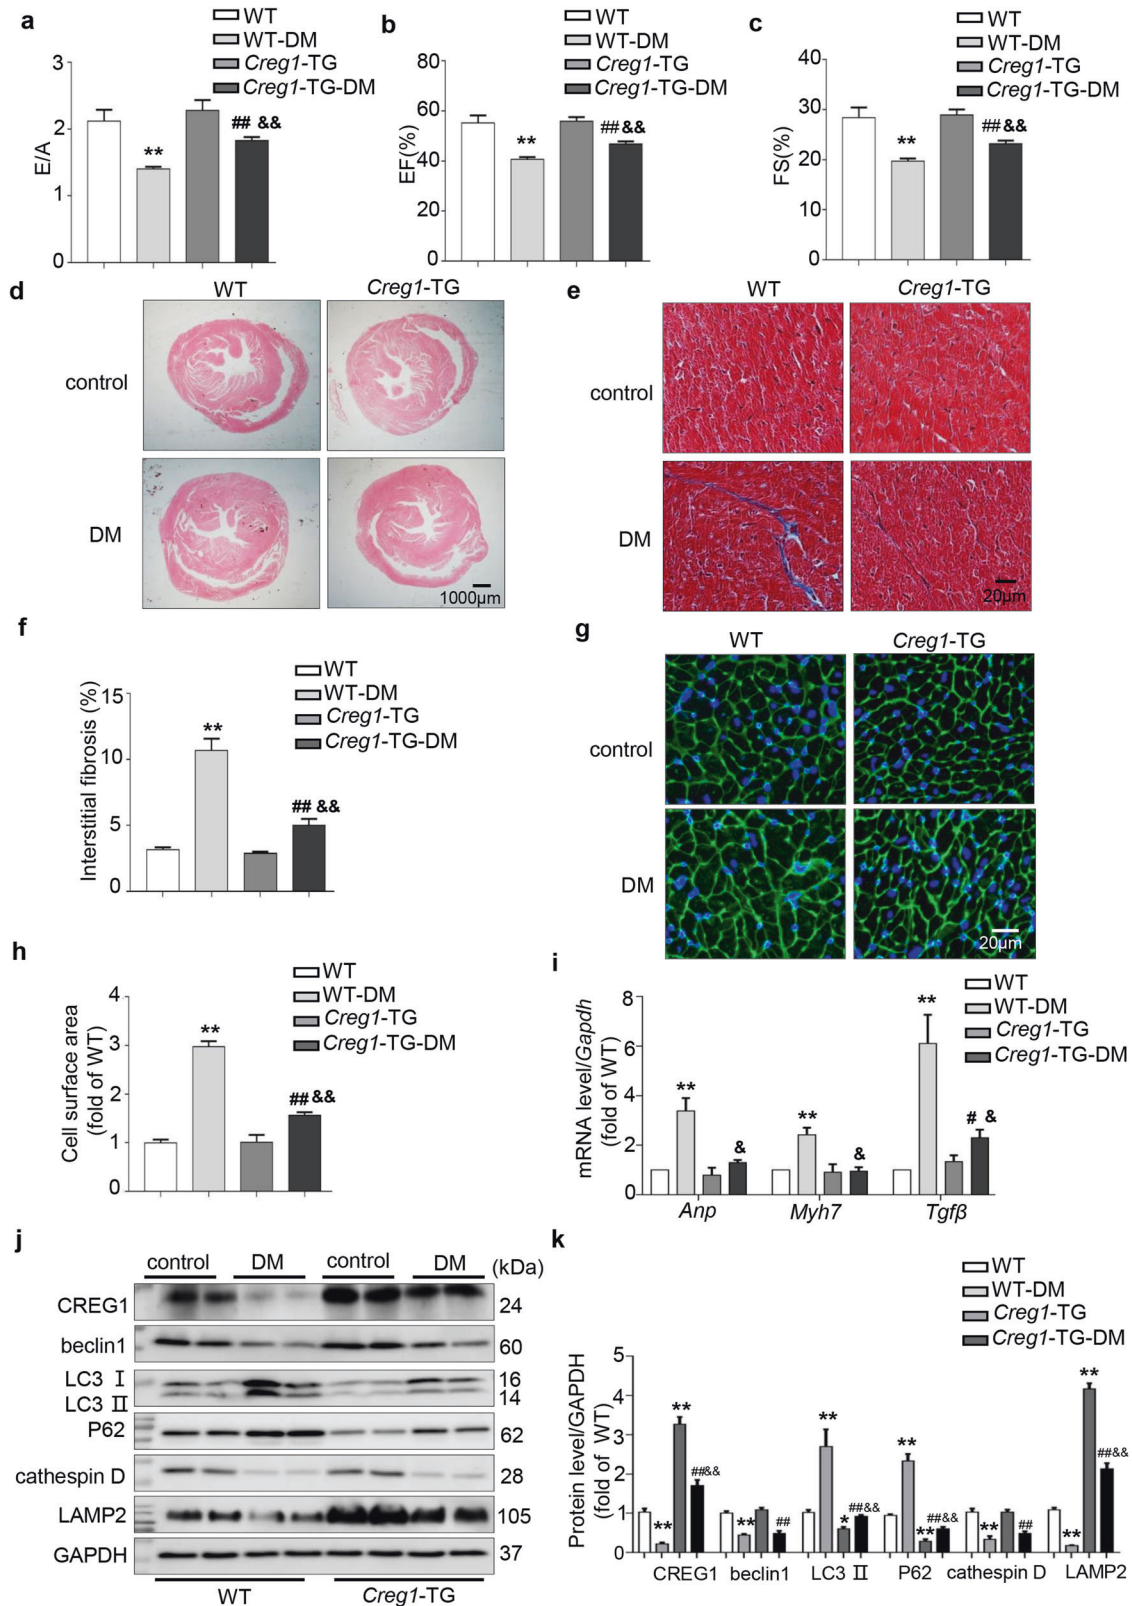 a
WT
WT-DM
Creg1-TG
Creg1-TG-DM
E/A
3
2
1
0
**
## &&
b
WT
WT-DM
Creg1-TG
Creg1-TG-DM
EF(%)
80
60
40
20
0
**
##&&
c
WT
WT-DM
Creg1-TG
Creg1-TG-DM
FS(%)
40
30
20
10
0
**
##&&
d
WT
Creg1-TG
control
DM
1000μm
e
WT
Creg1-TG
control
DM
20μm
f
WT
WT-DM
Creg1-TG
Creg1-TG-DM
Interstitial fibrosis (%)
15
10
5
0
**
## &&
g
WT
Creg1-TG
control
DM
20μm
h
WT
WT-DM
Creg1-TG
Creg1-TG-DM
Cell surface area
(fold of WT)
4
3
2
1
0
**
## &&
i
WT
WT-DM
Creg1-TG
Creg1-TG-DM
mRNA level/Gapdh
(fold of WT)
8
6
4
2
0
**
&
**
&
**
# &
Anp
Myh7
Tgfβ
j
control
DM
control
DM
(kDa)
CREG1
24
beclin1
60
LC3 Ⅰ
16
LC3 Ⅱ
14
P62
62
cathespin D
28
LAMP2
105
GAPDH
37
WT
Creg1-TG
k
WT
WT-DM
Creg1-TG
Creg1-TG-DM
Protein level/GAPDH
(fold of WT)
5
4
3
2
1
0
**
**
##&&
**
##
**
*
##&&
**
**
##&&
**
##
**
**
##&&
CREG1
beclin1
LC3 Ⅱ
P62
cathespin D
LAMP2